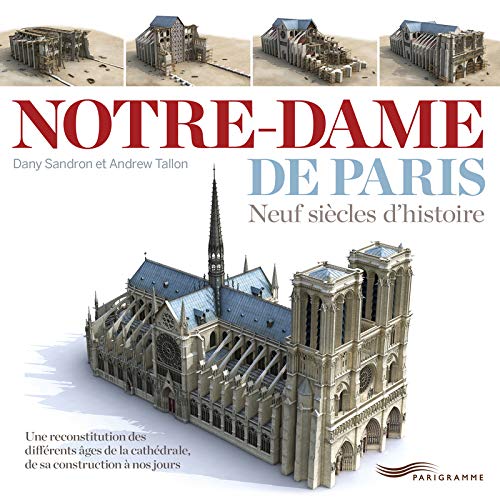 NOTRE-DAME
Dany Sandron et Andrew Tallon
DE PARIS
Neuf siècles d'histoire
Une reconstitution des
différents âges de la cathédrale,
de sa construction à nos jours
PARIGRAMME